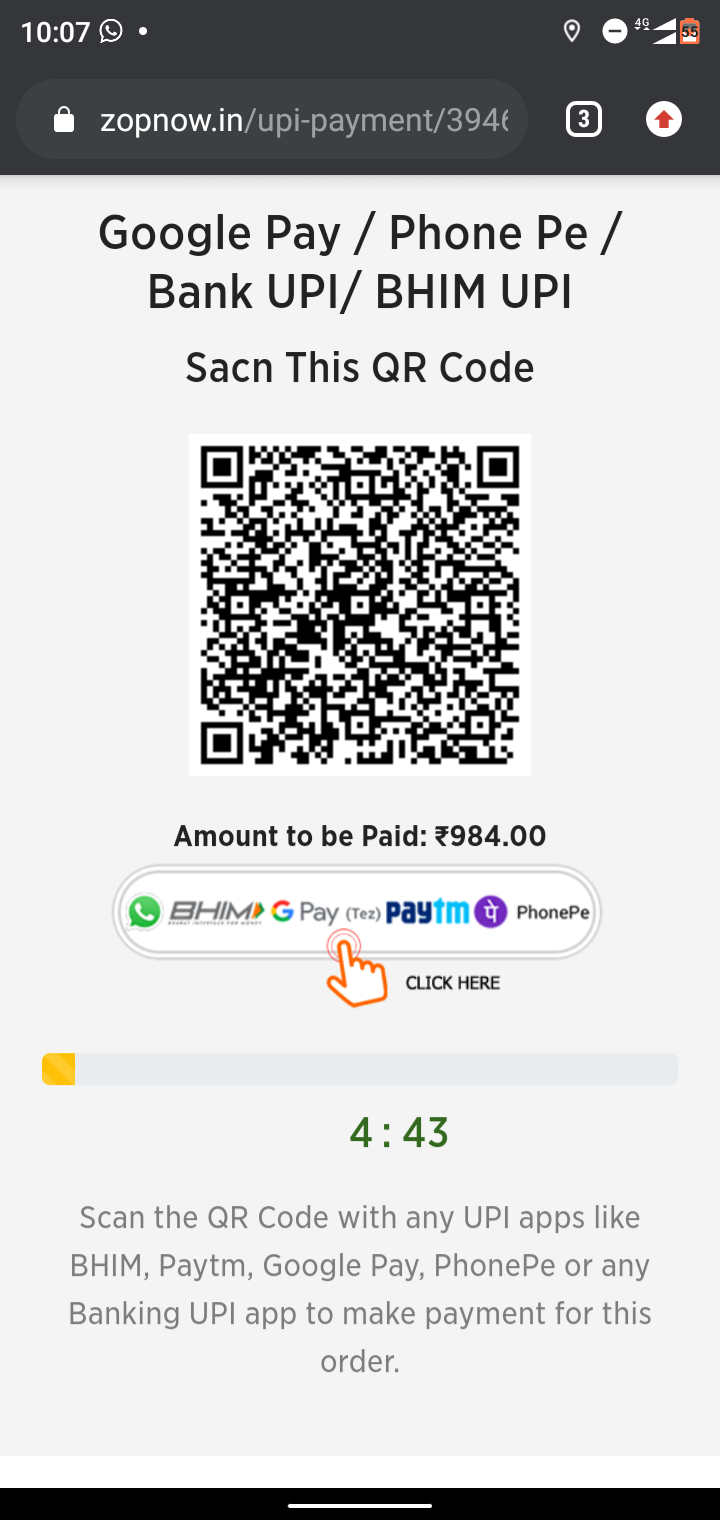 10:07
4G
55
zopnow.in/upi-payment/3946
3
Google Pay / Phone Pe /
Bank UPI/ BHIM UPI
Sacn This QR Code
Amount to be Paid: ₹984.00
BHIM G Pay (Tez) paytm पे PhonePe
CLICK HERE
4 : 43
Scan the QR Code with any UPI apps like
BHIM, Paytm, Google Pay, PhonePe or any
Banking UPI app to make payment for this
order.